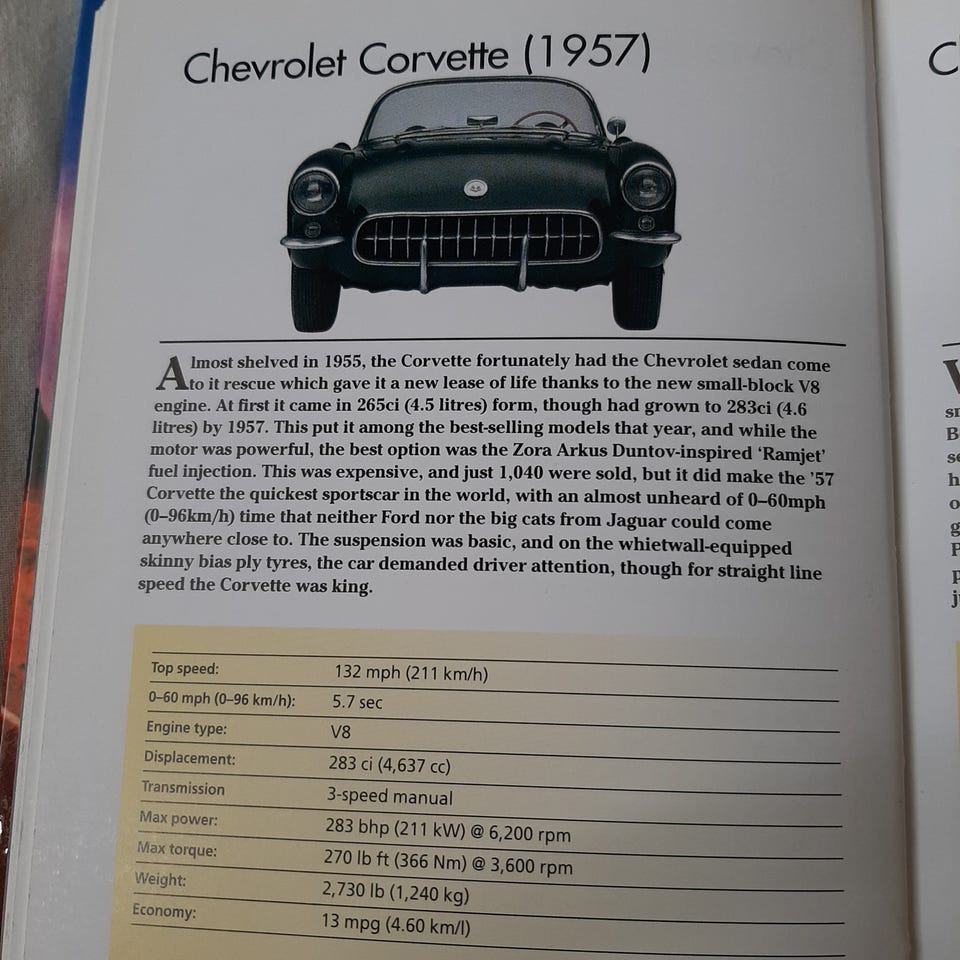 Chevrolet Corvette (1957)
Almost shelved in 1955, the Corvette fortunately had the Chevrolet sedan come
to it rescue which gave it a new lease of life thanks to the new small-block V8
engine. At first it came in 265ci (4.5 litres) form, though had grown to 283ci (4.6
litres) by 1957. This put it among the best-selling models that year, and while the
motor was powerful, the best option was the Zora Arkus Duntov-inspired ‘Ramjet’
fuel injection. This was expensive, and just 1,040 were sold, but it did make the ’57
Corvette the quickest sportscar in the world, with an almost unheard of 0–60mph
(0–96km/h) time that neither Ford nor the big cats from Jaguar could come
anywhere close to. The suspension was basic, and on the whietwall-equipped
skinny bias ply tyres, the car demanded driver attention, though for straight line
speed the Corvette was king.
Top speed: 132 mph (211 km/h)
0–60 mph (0–96 km/h): 5.7 sec
Engine type: V8
Displacement: 283 ci (4,637 cc)
Transmission 3-speed manual
Max power: 283 bhp (211 kW) @ 6,200 rpm
Max torque: 270 lb ft (366 Nm) @ 3,600 rpm
Weight: 2,730 lb (1,240 kg)
Economy: 13 mpg (4.60 km/l)